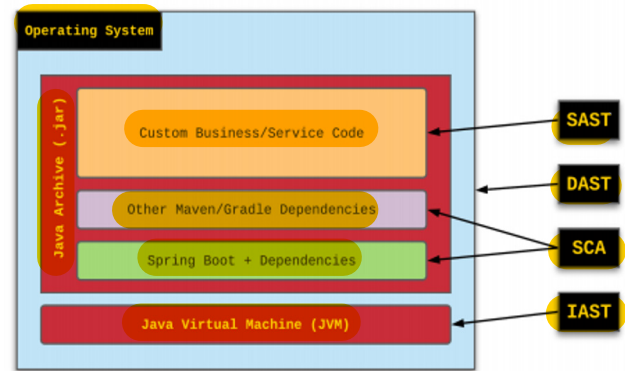 Operating System
Java Archive (.jar)
Custom Business/Service Code
Other Maven/Gradle Dependencies
Spring Boot + Dependencies
Java Virtual Machine (JVM)
SAST
DAST
SCA
IAST